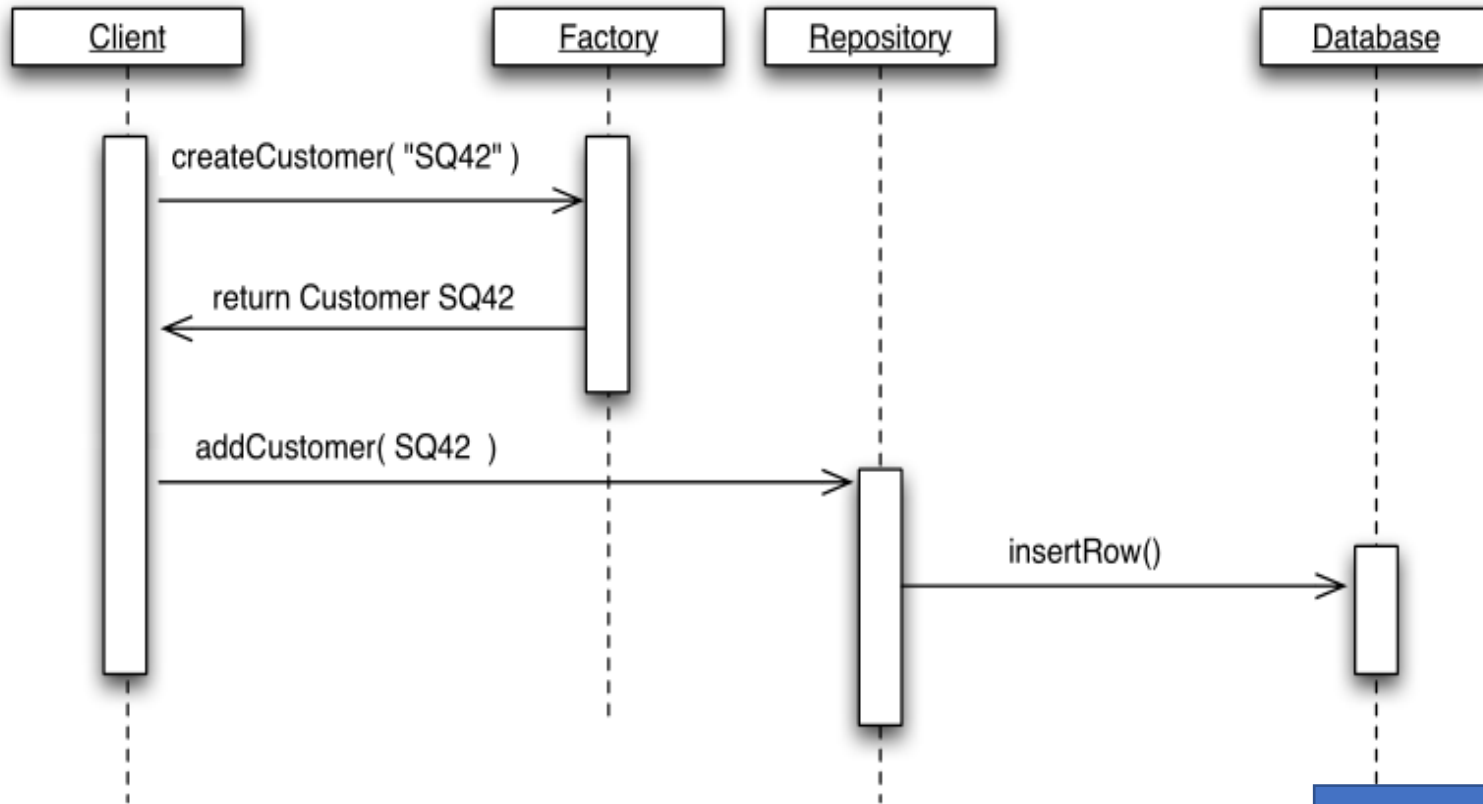 Client
Factory
Repository
Database
createCustomer( "SQ42" )
return Customer SQ42
addCustomer( SQ42  )
insertRow()